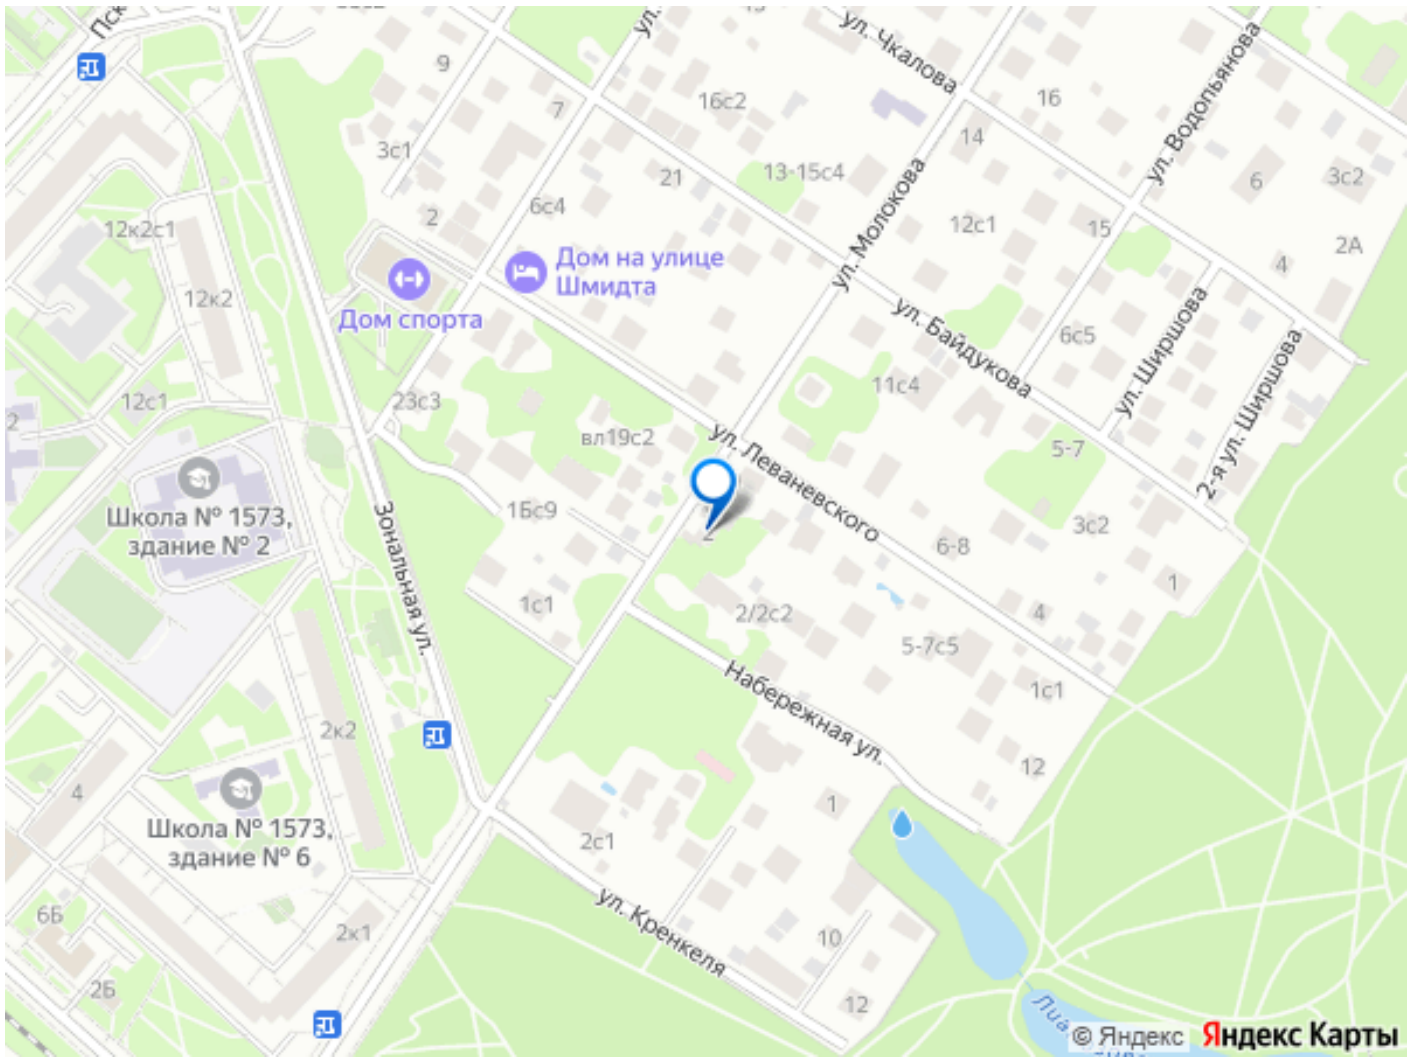 ул. Чкалова
16
ул. Водопьянова
9
16с2
7
14
3с1
13-15с4
21
6
3с2
6с4
2
12с1
15
12к2с1
2А
Дом на улице
Шмидта
ул. Молокова
4
12к2
Дом спорта
ул. Байдукова
6с5
ул. Ширшова
2-я ул. Ширшова
11с4
12с1
23с3
2
вл19с2
ул. Леваневского
5-7
Школа № 1573,
здание № 2
1Бс9
3с2
Зональная ул.
2
6-8
1
1с1
2/2с2
4
5-7с5
1с1
Набережная ул.
2к2
12
4
1
Школа № 1573,
здание № 6
2с1
6Б
ул. Кренкеля
2к1
10
2Б
12
© Яндекс Яндекс Карты